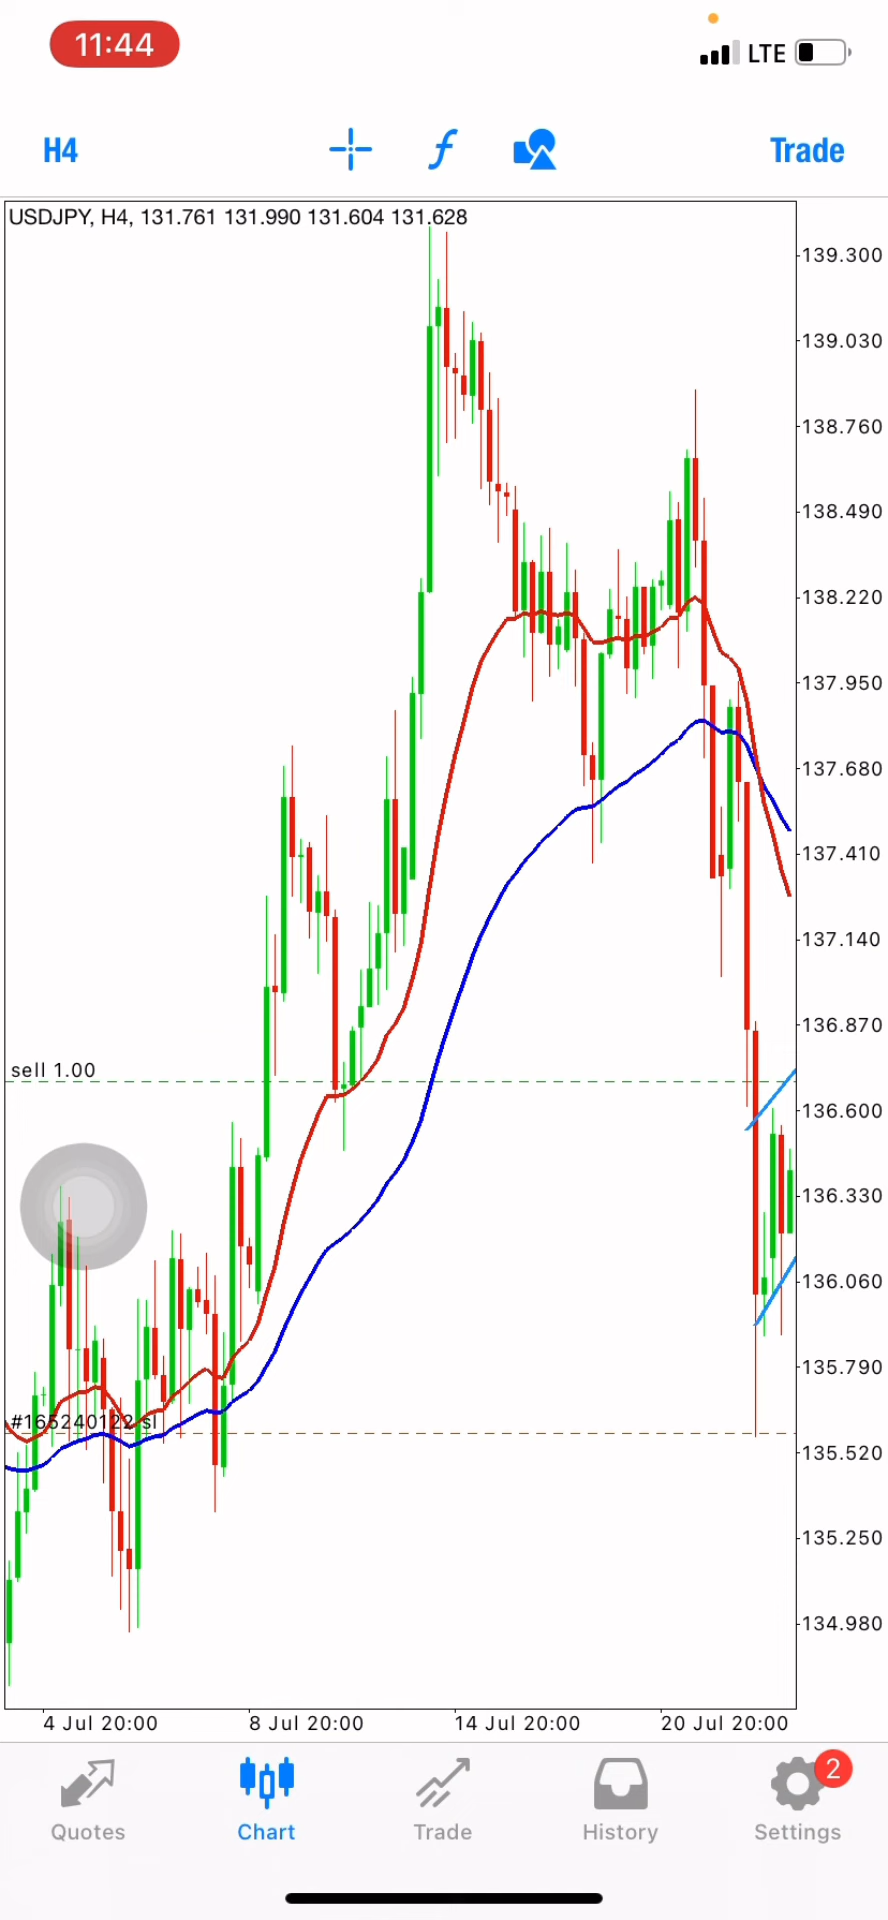 11:44
LTE
H4
f
Trade
USDJPY, H4, 131.761 131.990 131.604 131.628
139.300
139.030
138.760
138.490
138.220
137.950
137.680
137.410
137.140
136.870
sell 1.00
136.600
136.330
136.060
135.790
#165240122 sl
135.520
135.250
134.980
4 Jul 20:00
8 Jul 20:00
14 Jul 20:00
20 Jul 20:00
2
Quotes
Chart
Trade
History
Settings